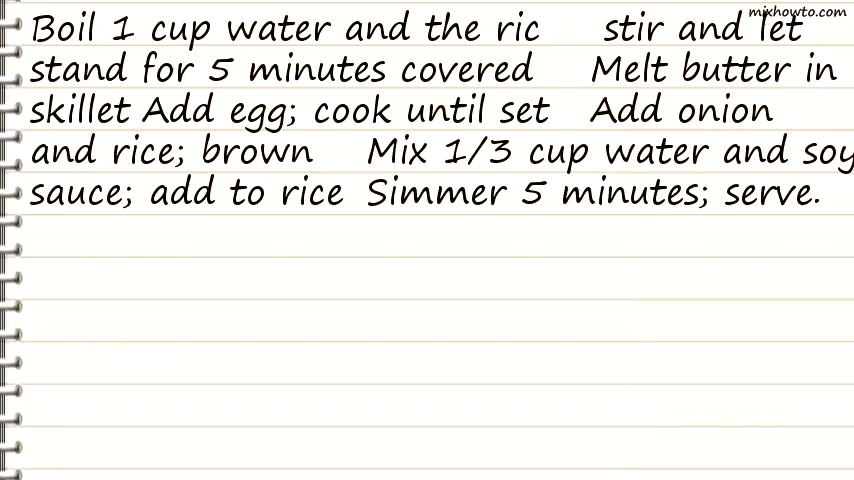 mixhowto.com
Boil 1 cup water and the ric stir and let
stand for 5 minutes covered Melt butter in
skillet Add egg; cook until set Add onion
and rice; brown Mix 1/3 cup water and soy
sauce; add to rice Simmer 5 minutes; serve.